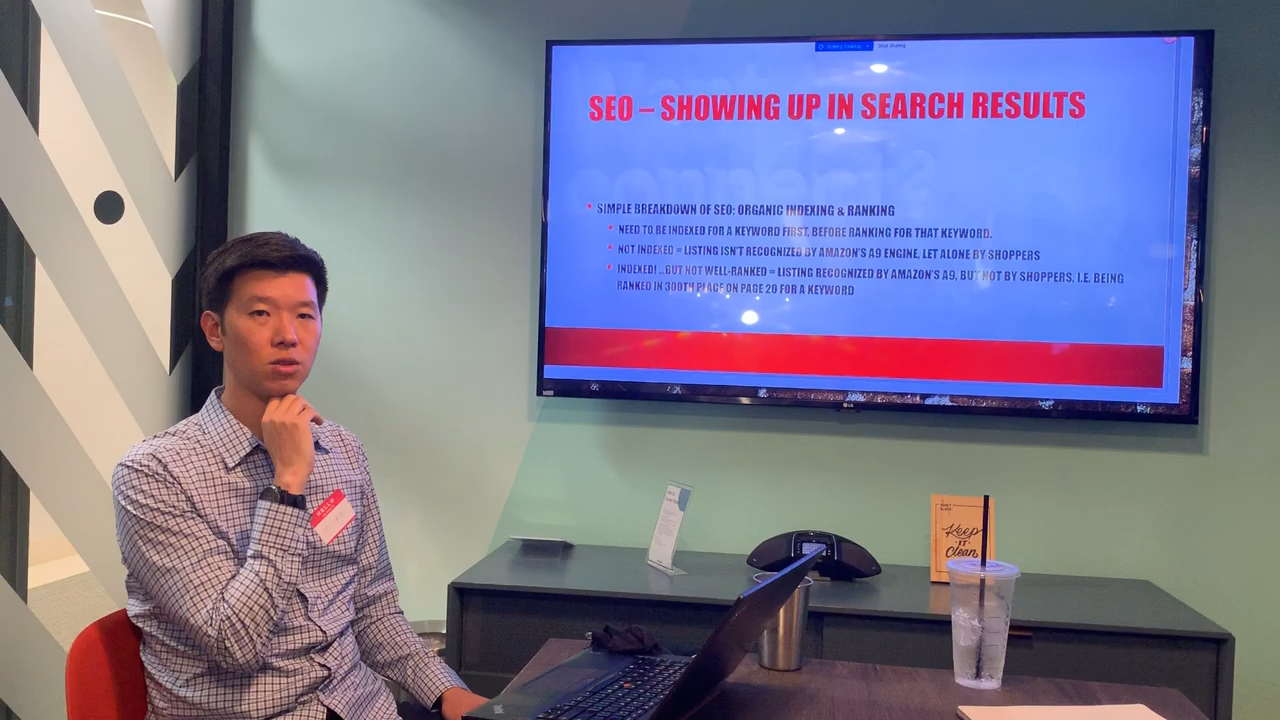 SEO – SHOWING UP IN SEARCH RESULTS
SIMPLE BREAKDOWN OF SEO: ORGANIC INDEXING & RANKING
NEED TO BE INDEXED FOR A KEYWORD FIRST, BEFORE RANKING FOR THAT KEYWORD.
NOT INDEXED = LISTING ISN'T RECOGNIZED BY AMAZON'S A9 ENGINE, LET ALONE BY SHOPPERS
INDEXED! ...BUT NOT WELL-RANKED = LISTING RECOGNIZED BY AMAZON'S A9, BUT NOT BY SHOPPERS. I.E. BEING
RANKED IN 300TH PLACE ON PAGE 20 FOR A KEYWORD
LG
HELLO
Keep
IT
Clean